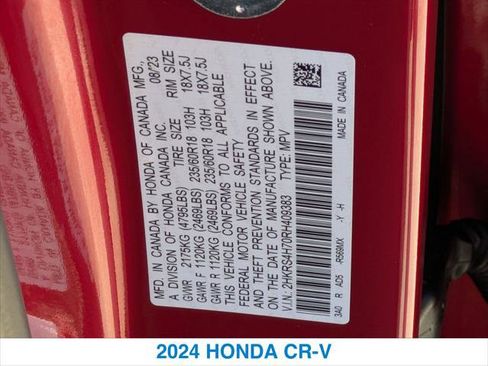 MFD. IN CANADA BY HONDA OF CANADA MFG.,
A DIVISION OF HONDA CANADA INC. 08/23
TIRE SIZE RIM SIZE
GVWR 2175KG (4795LBS)
GAWR F 1120KG (2469LBS) 235/60R18 103H 18X7.5J
GAWR R 1120KG (2469LBS) 235/60R18 103H 18X7.5J
THIS VEHICLE CONFORMS TO ALL APPLICABLE
FEDERAL MOTOR VEHICLE SAFETY
AND THEFT PREVENTION STANDARDS IN EFFECT
ON THE DATE OF MANUFACTURE SHOWN ABOVE.
V.I.N.: 2HKRS4H70RH409383 TYPE: MPV
3A0 R AD5 -R569MX -Y -H MADE IN CANADA
2024 HONDA CR-V